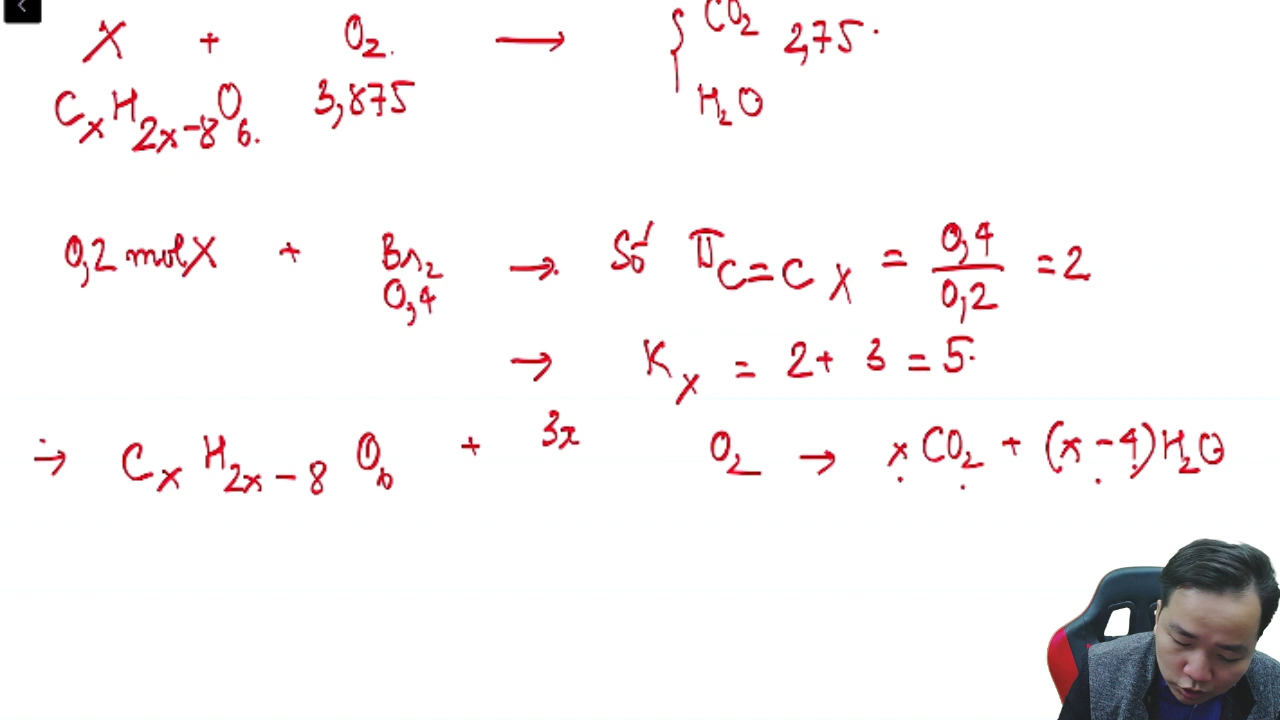 X + O₂. → { CO₂ 2,75.
CₓH₂ₓ₋₈O₆. 3,875 H₂O
0,2 mol X + Br₂ → Số π C=C X = 0,4/0,2 = 2
0,4
→ Kₓ = 2 + 3 = 5.
⇒ CₓH₂ₓ₋₈O₆ + 3x O₂ → xCO₂ + (x - 4)H₂O